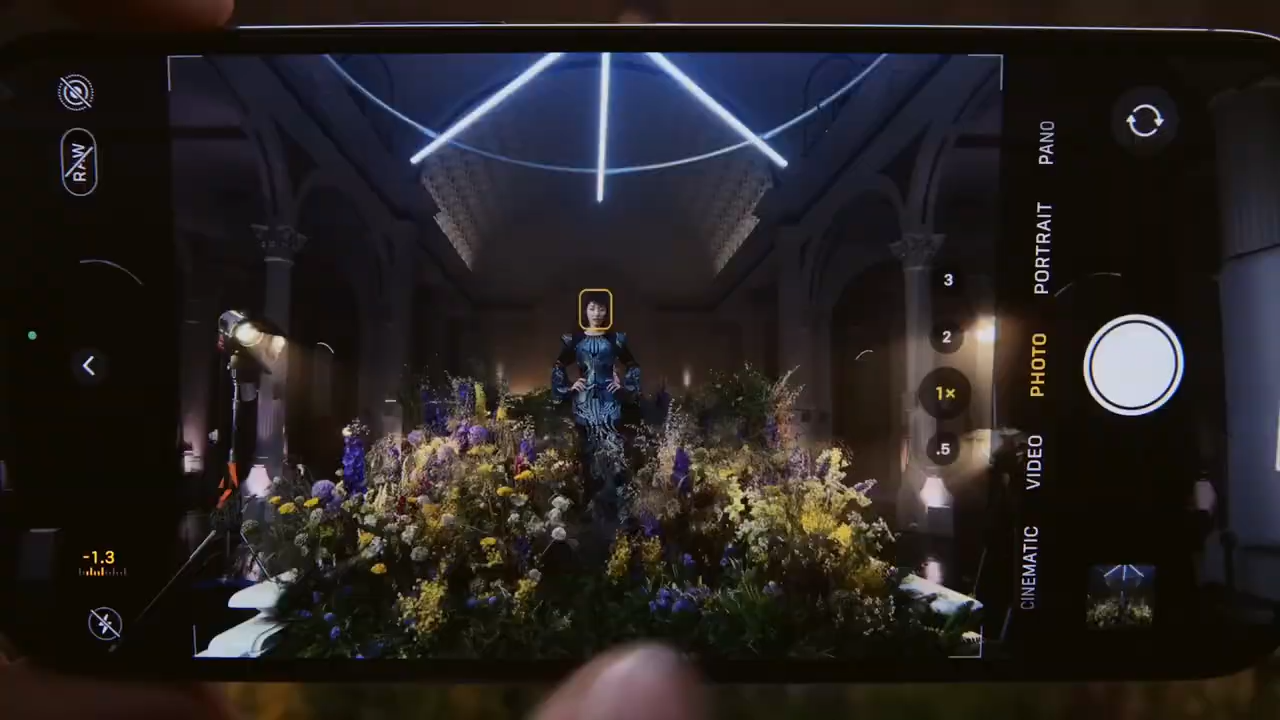 RAW
-1.3
3
2
1×
.5
PANO
PORTRAIT
PHOTO
VIDEO
CINEMATIC